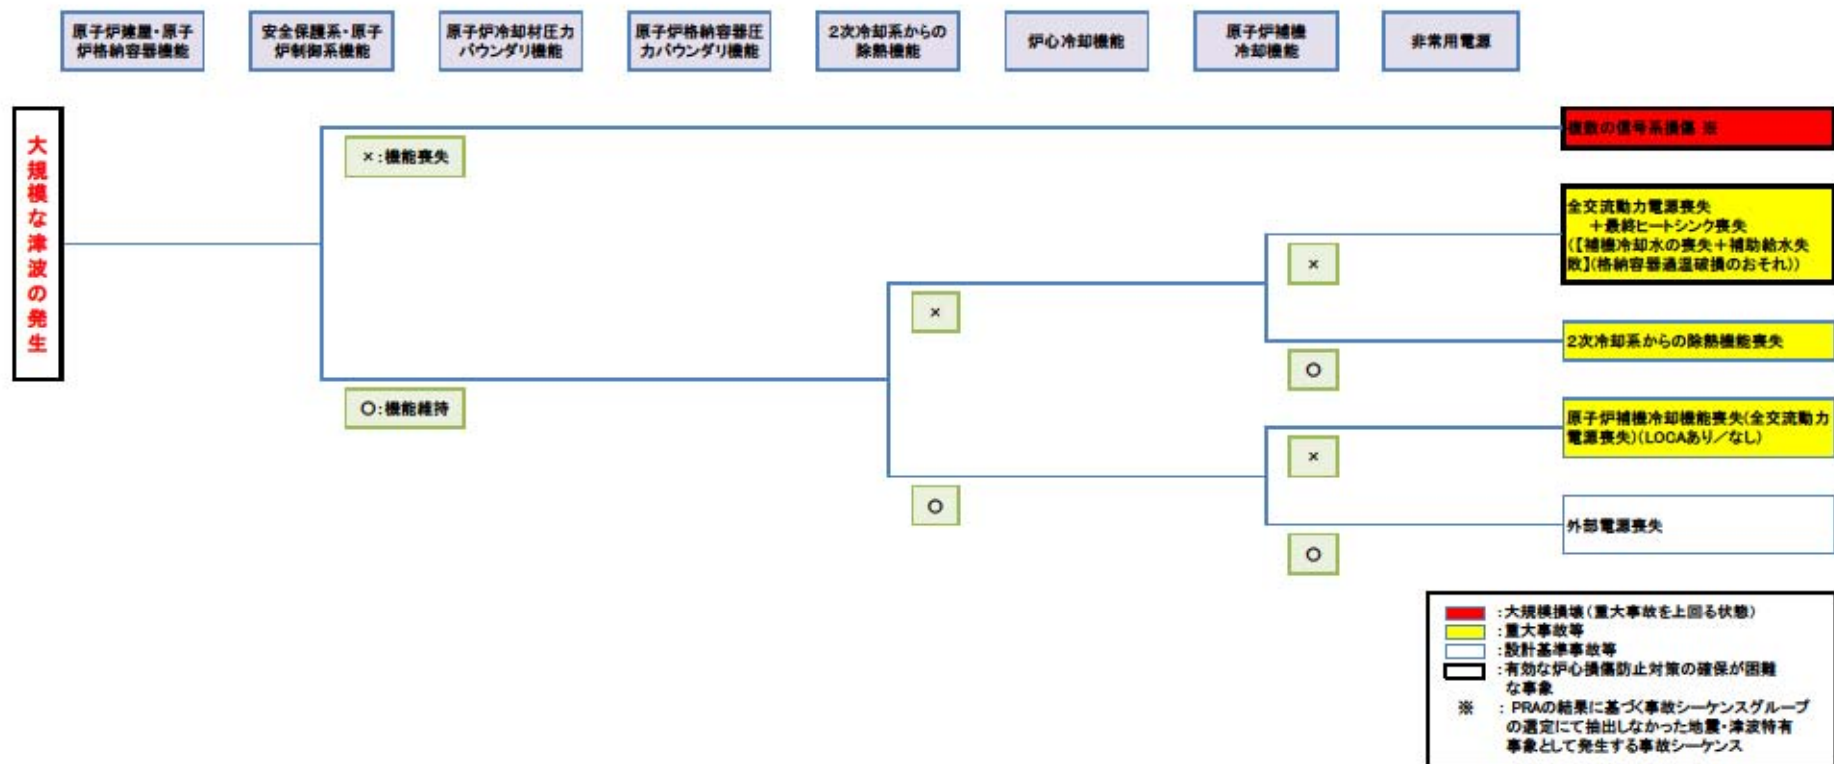 原子炉建屋・原子
炉格納容器機能
安全保護系・原子
炉制御系機能
原子炉冷却材圧力
バウンダリ機能
原子炉格納容器圧
力バウンダリ機能
2次冷却系からの
除熱機能
炉心冷却機能
原子炉補機
冷却機能
非常用電源
大規模な津波の発生
×:機能喪失
複数の信号系損傷 ※
全交流動力電源喪失
+最終ヒートシンク喪失
(【補機冷却水の喪失+補助給水失
敗】(格納容器過温破損のおそれ))
×
×
2次冷却系からの除熱機能喪失
○
○:機能維持
原子炉補機冷却機能喪失(全交流動力
電源喪失)(LOCAあり/なし)
×
○
外部電源喪失
○
:大規模損壊(重大事故を上回る状態)
:重大事故等
:設計基準事故等
:有効な炉心損傷防止対策の確保が困難
な事象
※ : PRAの結果に基づく事故シーケンスグループ
の選定にて抽出しなかった地震・津波特有
事象として発生する事故シーケンス